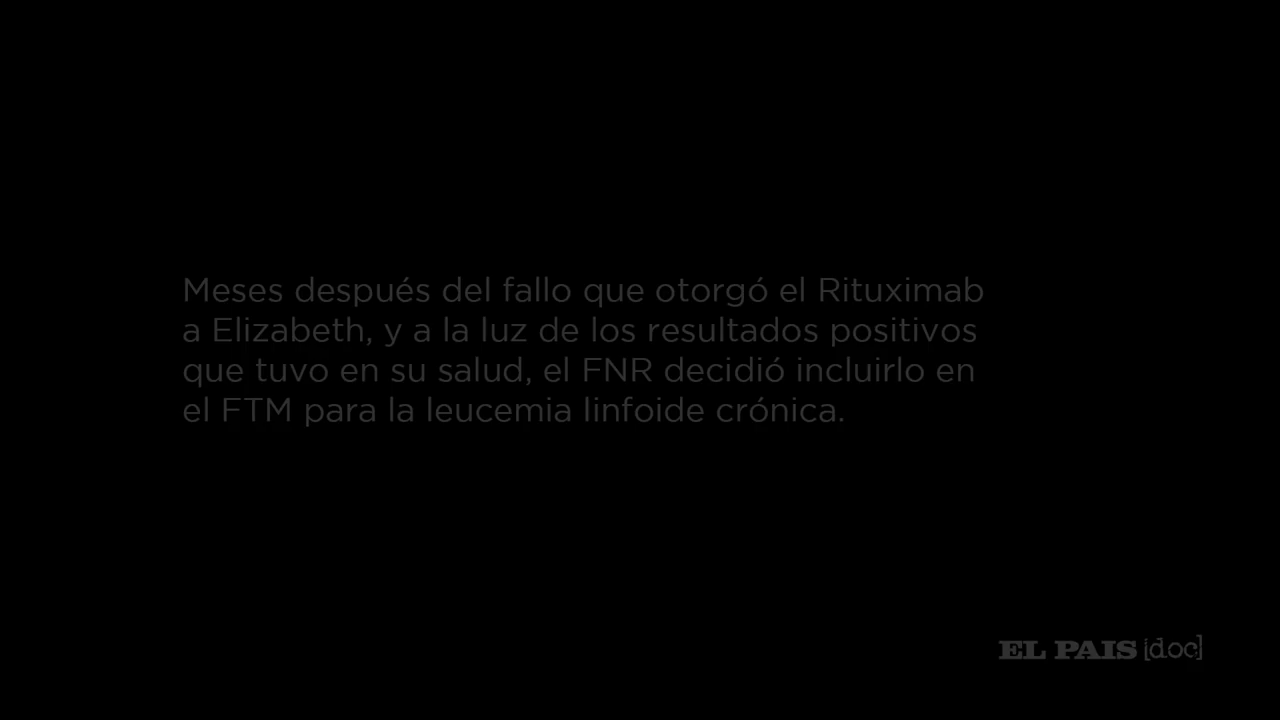 Meses después del fallo que otorgó el Rituximab
a Elizabeth, y a la luz de los resultados positivos
que tuvo en su salud, el FNR decidió incluirlo en
el FTM para la leucemia linfoide crónica.
EL PAIS [doc]